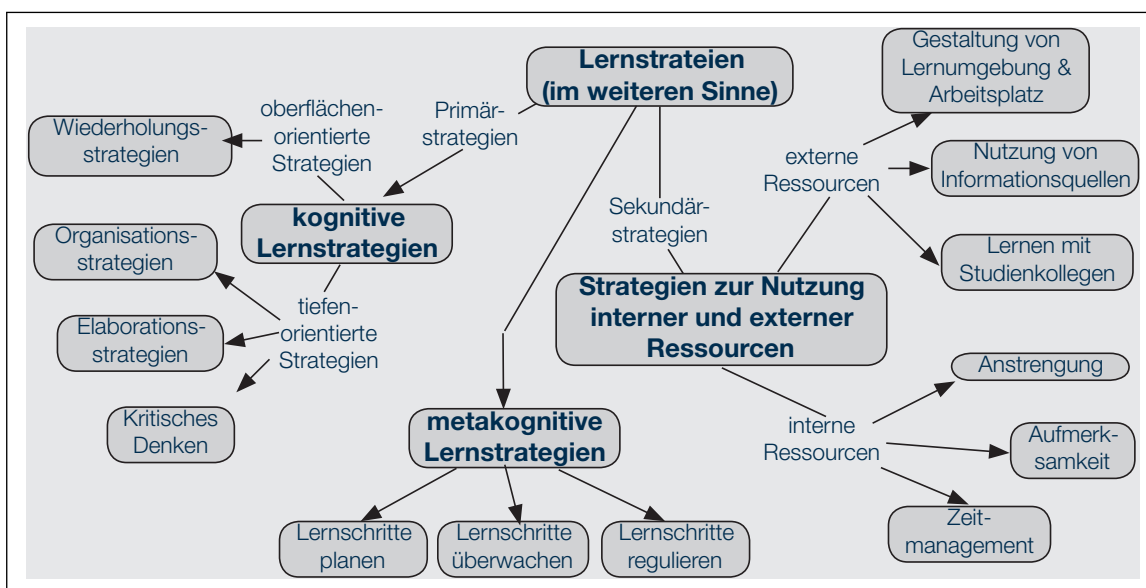 Lernstrateien
(im weiteren Sinne)
Primär-
strategien
oberflächen-
orientierte
Strategien
Wiederholungs-
strategien
kognitive
Lernstrategien
Organisations-
strategien
tiefen-
orientierte
Strategien
Elaborations-
strategien
Kritisches
Denken
metakognitive
Lernstrategien
Lernschritte
planen
Lernschritte
überwachen
Lernschritte
regulieren
Sekundär-
strategien
Strategien zur Nutzung
interner und externer
Ressourcen
externe
Ressourcen
Gestaltung von
Lernumgebung &
Arbeitsplatz
Nutzung von
Informationsquellen
Lernen mit
Studienkollegen
interne
Ressourcen
Anstrengung
Aufmerk-
samkeit
Zeit-
management